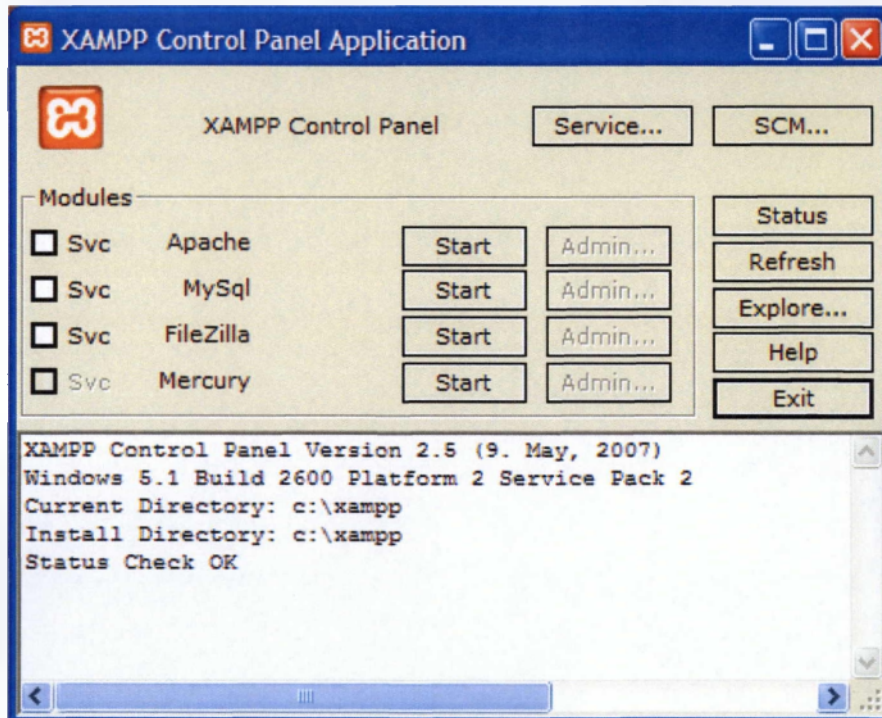 XAMPP Control Panel Application
XAMPP Control Panel Service... SCM...
Modules
Svc Apache Start Admin...
Svc MySql Start Admin...
Svc FileZilla Start Admin...
Svc Mercury Start Admin...
Status
Refresh
Explore...
Help
Exit
XAMPP Control Panel Version 2.5 (9. May, 2007)
Windows 5.1 Build 2600 Platform 2 Service Pack 2
Current Directory: c:\xampp
Install Directory: c:\xampp
Status Check OK